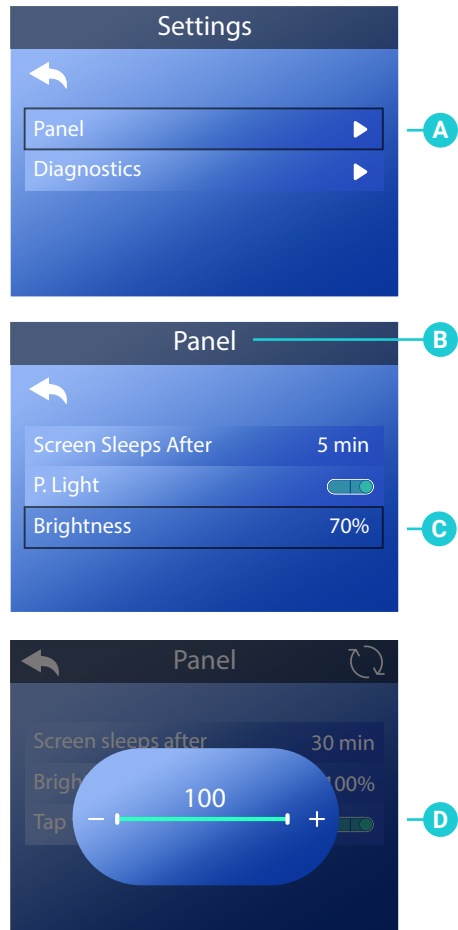 Settings
Panel
A
Diagnostics
Panel
B
Screen Sleeps After 5 min
P. Light
Brightness 70%
C
Panel
Screen sleeps after 30 min
100%
100
Tap
− +
D